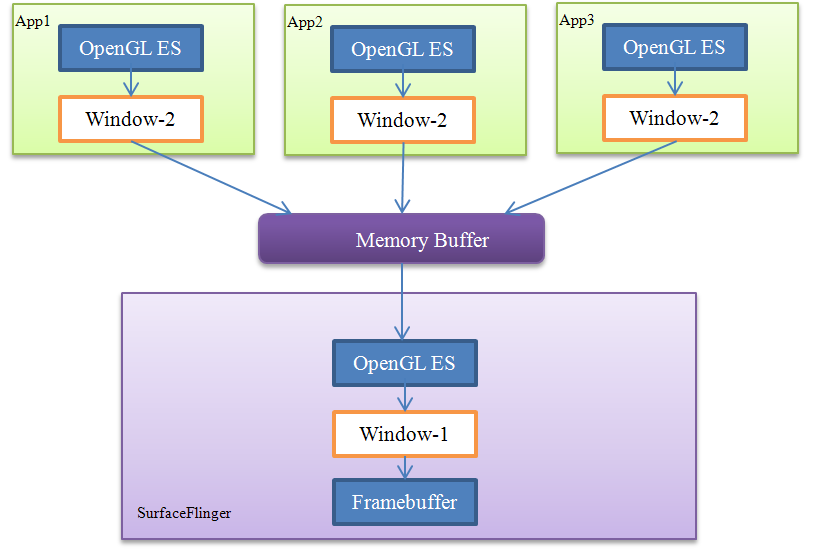 App1
OpenGL ES
Window-2
App2
OpenGL ES
Window-2
App3
OpenGL ES
Window-2
Memory Buffer
OpenGL ES
Window-1
Framebuffer
SurfaceFlinger